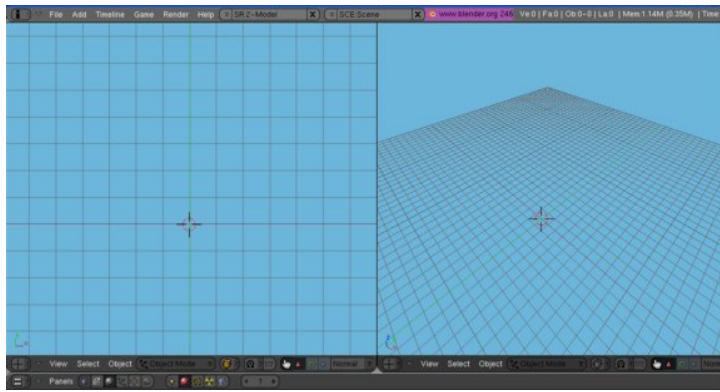 File Add Timeline Game Render Help SR:2-Model X SCE:Scene X www.blender.org 246 Ve:0 | Fa:0 | Ob:0-0 | La:0 | Mem:1.14M (0.35M) | Time
View Select Object Object Mode Normal View Select Object Object Mode
Panels 1